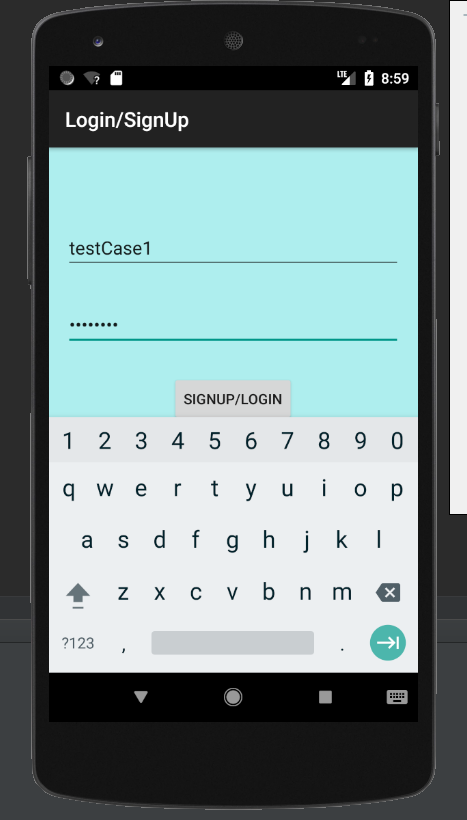 LTE 8:59
Login/SignUp
testCase1
••••••••
SIGNUP/LOGIN
1 2 3 4 5 6 7 8 9 0
q w e r t y u i o p
a s d f g h j k l
z x c v b n m
?123 , .